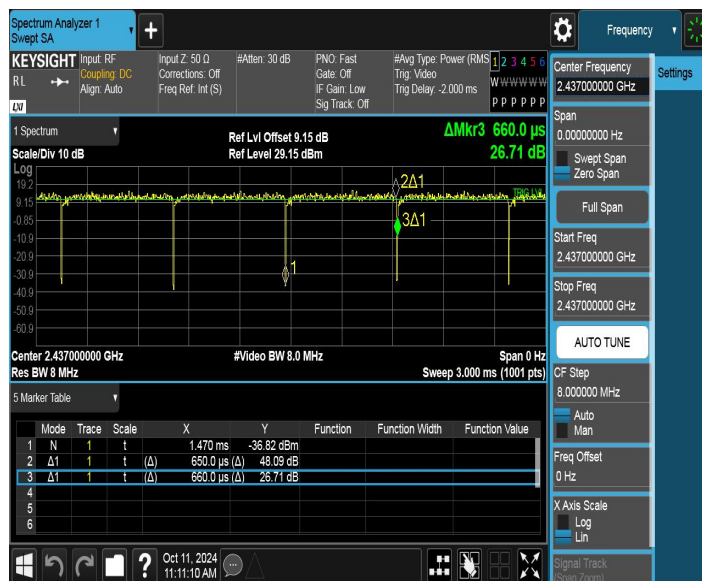 Spectrum Analyzer 1
Swept SA
+
Frequency
KEYSIGHT
RL
LXI
Input: RF
Coupling: DC
Align: Auto
Input Z: 50 Ω
Corrections: Off
Freq Ref: Int (S)
#Atten: 30 dB
PNO: Fast
Gate: Off
IF Gain: Low
Sig Track: Off
#Avg Type: Power (RMS
Trig: Video
Trig Delay: -2.000 ms
1 2 3 4 5 6
W W W W W W
P P P P P P
Center Frequency
2.437000000 GHz
Settings
Span
0.00000000 Hz
Swept Span
Zero Span
Full Span
Start Freq
2.437000000 GHz
Stop Freq
2.437000000 GHz
AUTO TUNE
CF Step
8.000000 MHz
Auto
Man
Freq Offset
0 Hz
X Axis Scale
Log
Lin
Signal Track
(Span Zoom)
1 Spectrum
Scale/Div 10 dB
Ref Lvl Offset 9.15 dB
Ref Level 29.15 dBm
ΔMkr3 660.0 µs
26.71 dB
Log
19.2
9.15
-0.85
-10.9
-20.9
-30.9
-40.9
-50.9
-60.9
2Δ1
TRIG LVL
3Δ1
1
Center 2.437000000 GHz
Res BW 8 MHz
#Video BW 8.0 MHz
Span 0 Hz
Sweep 3.000 ms (1001 pts)
5 Marker Table
Mode Trace Scale X Y Function Function Width Function Value
1 N 1 t 1.470 ms -36.82 dBm
2 Δ1 1 t (Δ) 650.0 µs (Δ) 48.09 dB
3 Δ1 1 t (Δ) 660.0 µs (Δ) 26.71 dB
4
5
6
?
Oct 11, 2024
11:11:10 AM